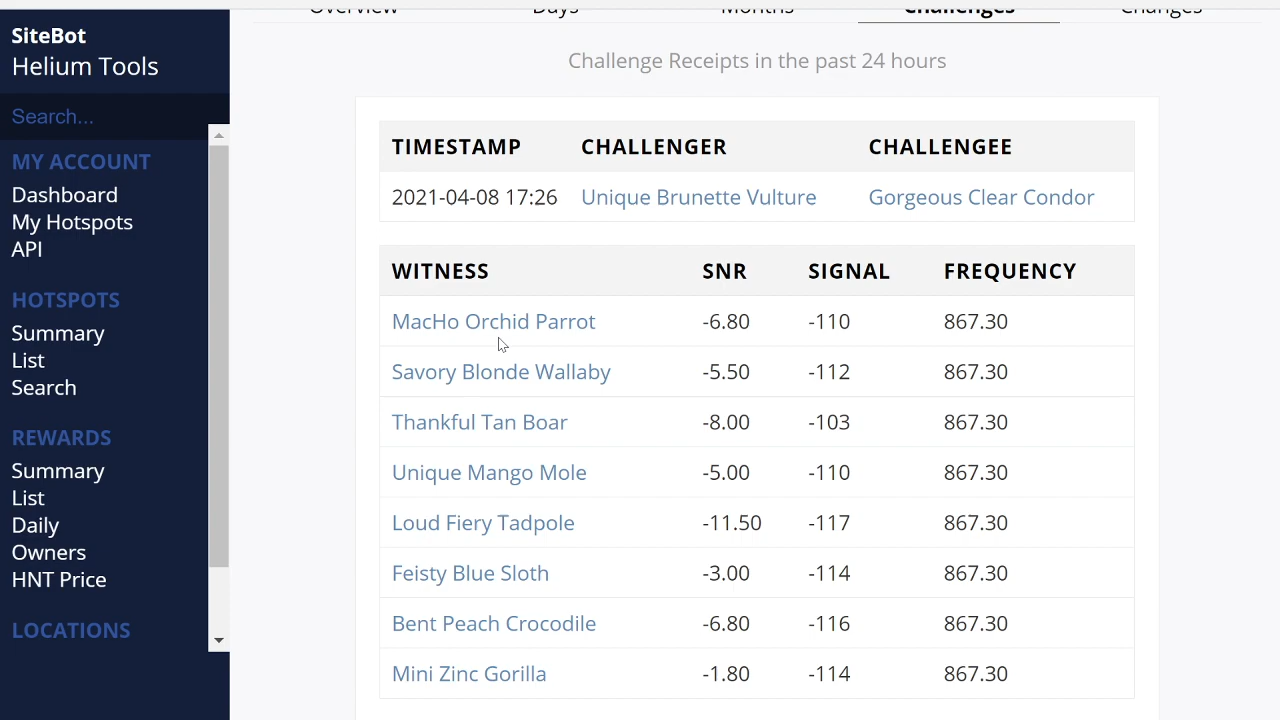 Overview Days Months Challenges Changes
SiteBot
Helium Tools
Search...
MY ACCOUNT
Dashboard
My Hotspots
API
HOTSPOTS
Summary
List
Search
REWARDS
Summary
List
Daily
Owners
HNT Price
LOCATIONS
Challenge Receipts in the past 24 hours
TIMESTAMP CHALLENGER CHALLENGEE
2021-04-08 17:26 Unique Brunette Vulture Gorgeous Clear Condor
WITNESS SNR SIGNAL FREQUENCY
MacHo Orchid Parrot -6.80 -110 867.30
Savory Blonde Wallaby -5.50 -112 867.30
Thankful Tan Boar -8.00 -103 867.30
Unique Mango Mole -5.00 -110 867.30
Loud Fiery Tadpole -11.50 -117 867.30
Feisty Blue Sloth -3.00 -114 867.30
Bent Peach Crocodile -6.80 -116 867.30
Mini Zinc Gorilla -1.80 -114 867.30